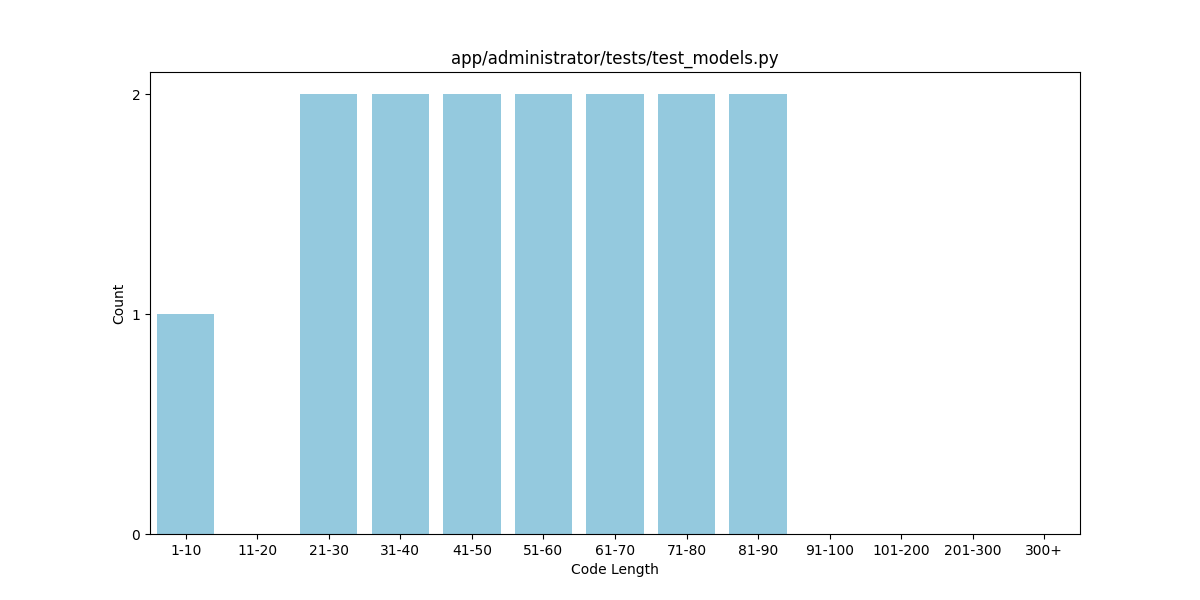 app/administrator/tests/test_models.py
2
1
0
Count
1-10 11-20 21-30 31-40 41-50 51-60 61-70 71-80 81-90 91-100 101-200 201-300 300+
Code Length